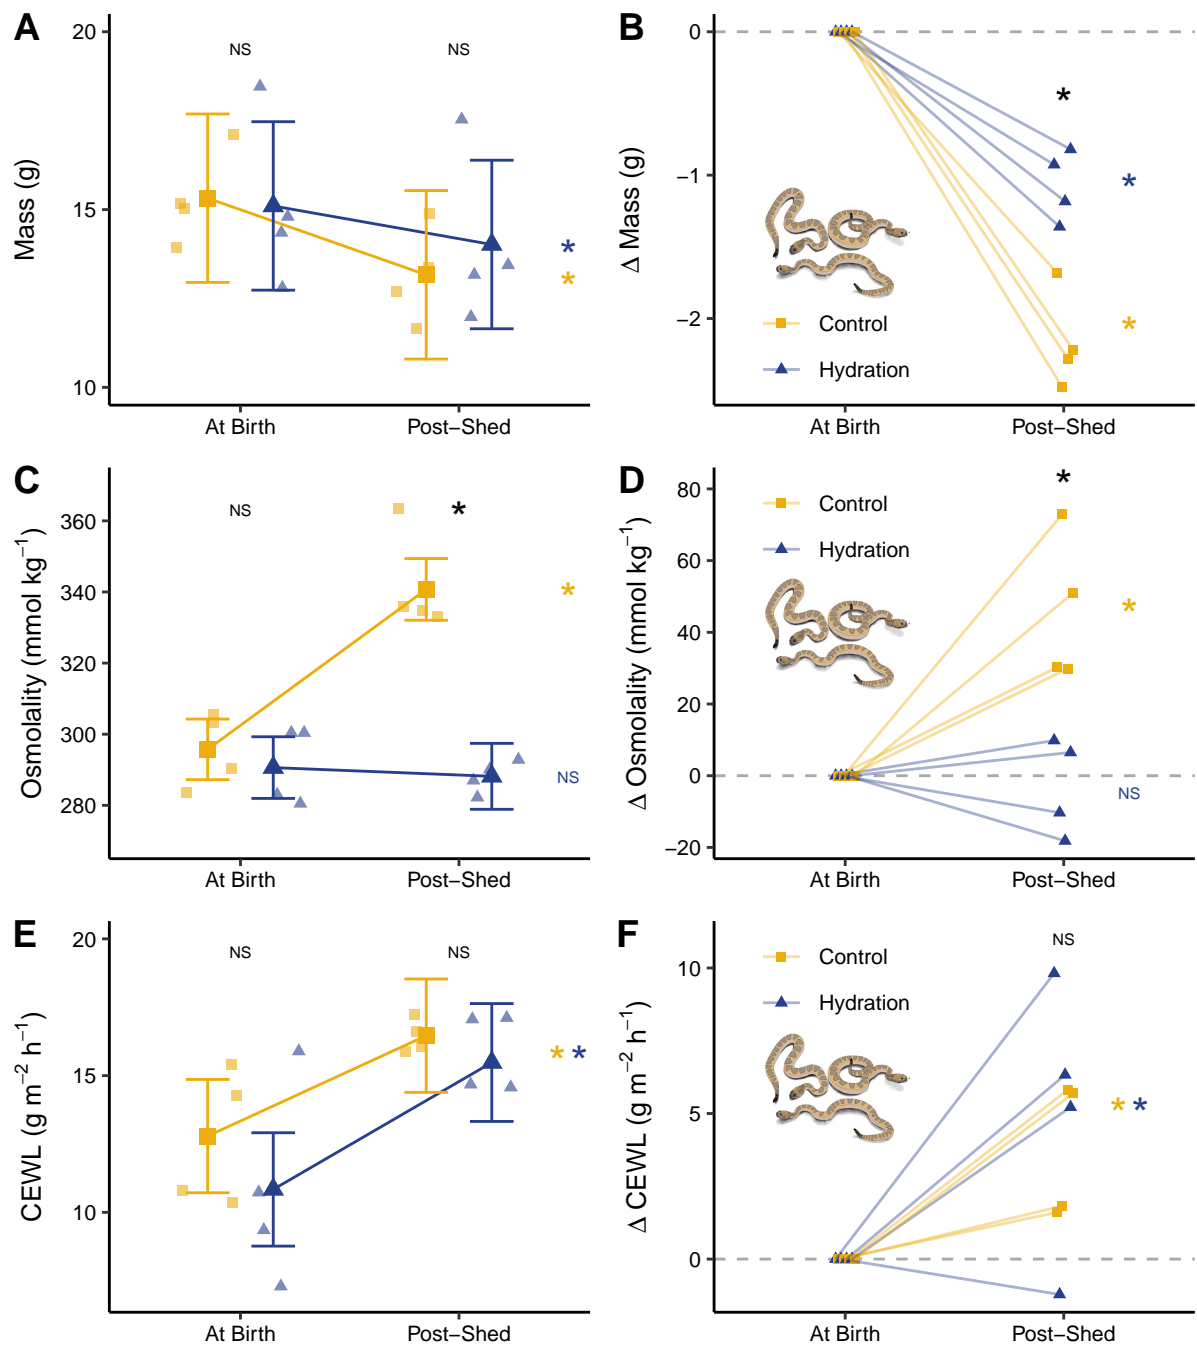 A
20
15
10
Mass (g)
NS
NS
*
*
At Birth
Post−Shed
B
0
−1
−2
Δ Mass (g)
*
*
*
Control
Hydration
At Birth
Post−Shed
C
360
340
320
300
280
Osmolality (mmol kg⁻¹)
NS
*
*
NS
At Birth
Post−Shed
D
80
60
40
20
0
−20
Δ Osmolality (mmol kg⁻¹)
*
Control
Hydration
*
NS
At Birth
Post−Shed
E
20
15
10
CEWL (g m⁻² h⁻¹)
NS
NS
* *
At Birth
Post−Shed
F
10
5
0
Δ CEWL (g m⁻² h⁻¹)
NS
Control
Hydration
* *
At Birth
Post−Shed